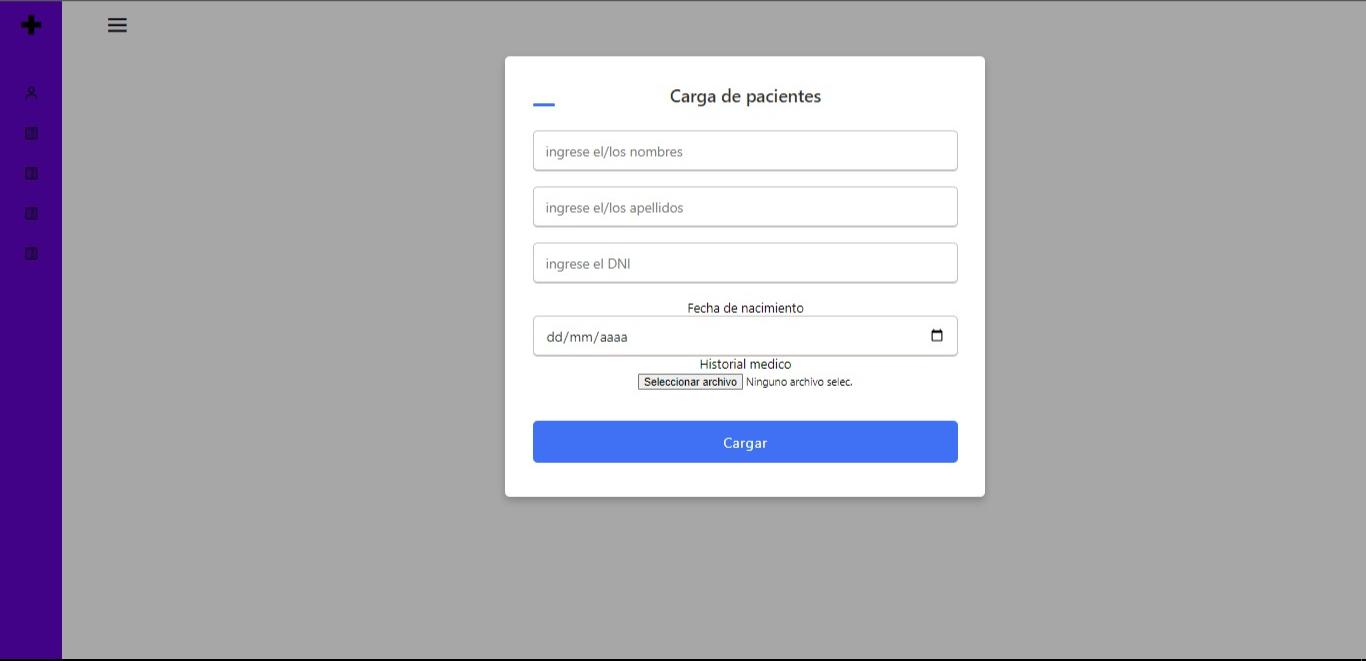 Carga de pacientes
ingrese el/los nombres
ingrese el/los apellidos
ingrese el DNI
Fecha de nacimiento
dd/mm/aaaa
Historial medico
Seleccionar archivo Ninguno archivo selec.
Cargar